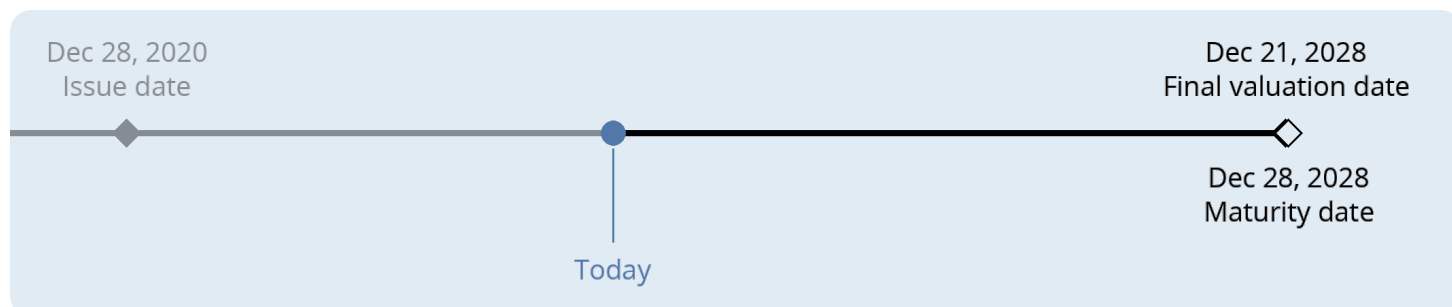 Dec 28, 2020
Issue date
Dec 21, 2028
Final valuation date
Dec 28, 2028
Maturity date
Today